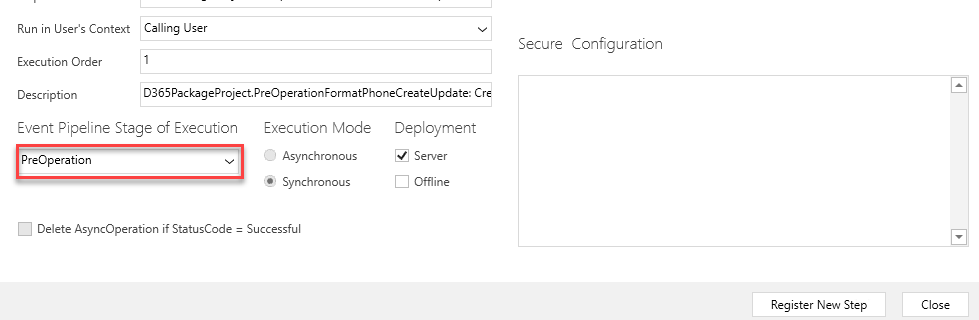 Run in User's Context
Calling User
Execution Order
1
Description
D365PackageProject.PreOperationFormatPhoneCreateUpdate: Cre
Event Pipeline Stage of Execution
PreOperation
Execution Mode
Asynchronous
Synchronous
Deployment
Server
Offline
Delete AsyncOperation if StatusCode = Successful
Secure Configuration
Register New Step
Close